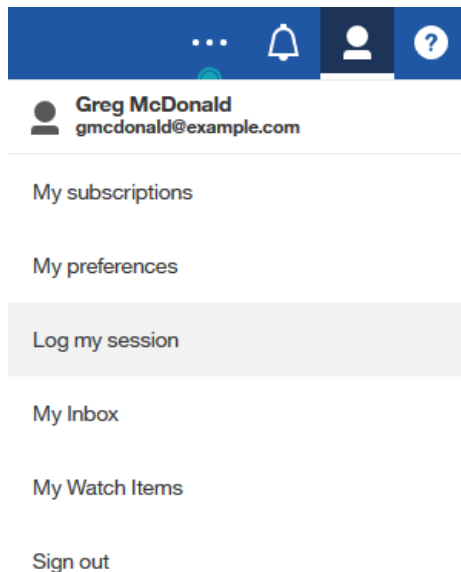 ?
Greg McDonald
gmcdonald@example.com
My subscriptions
My preferences
Log my session
My Inbox
My Watch Items
Sign out